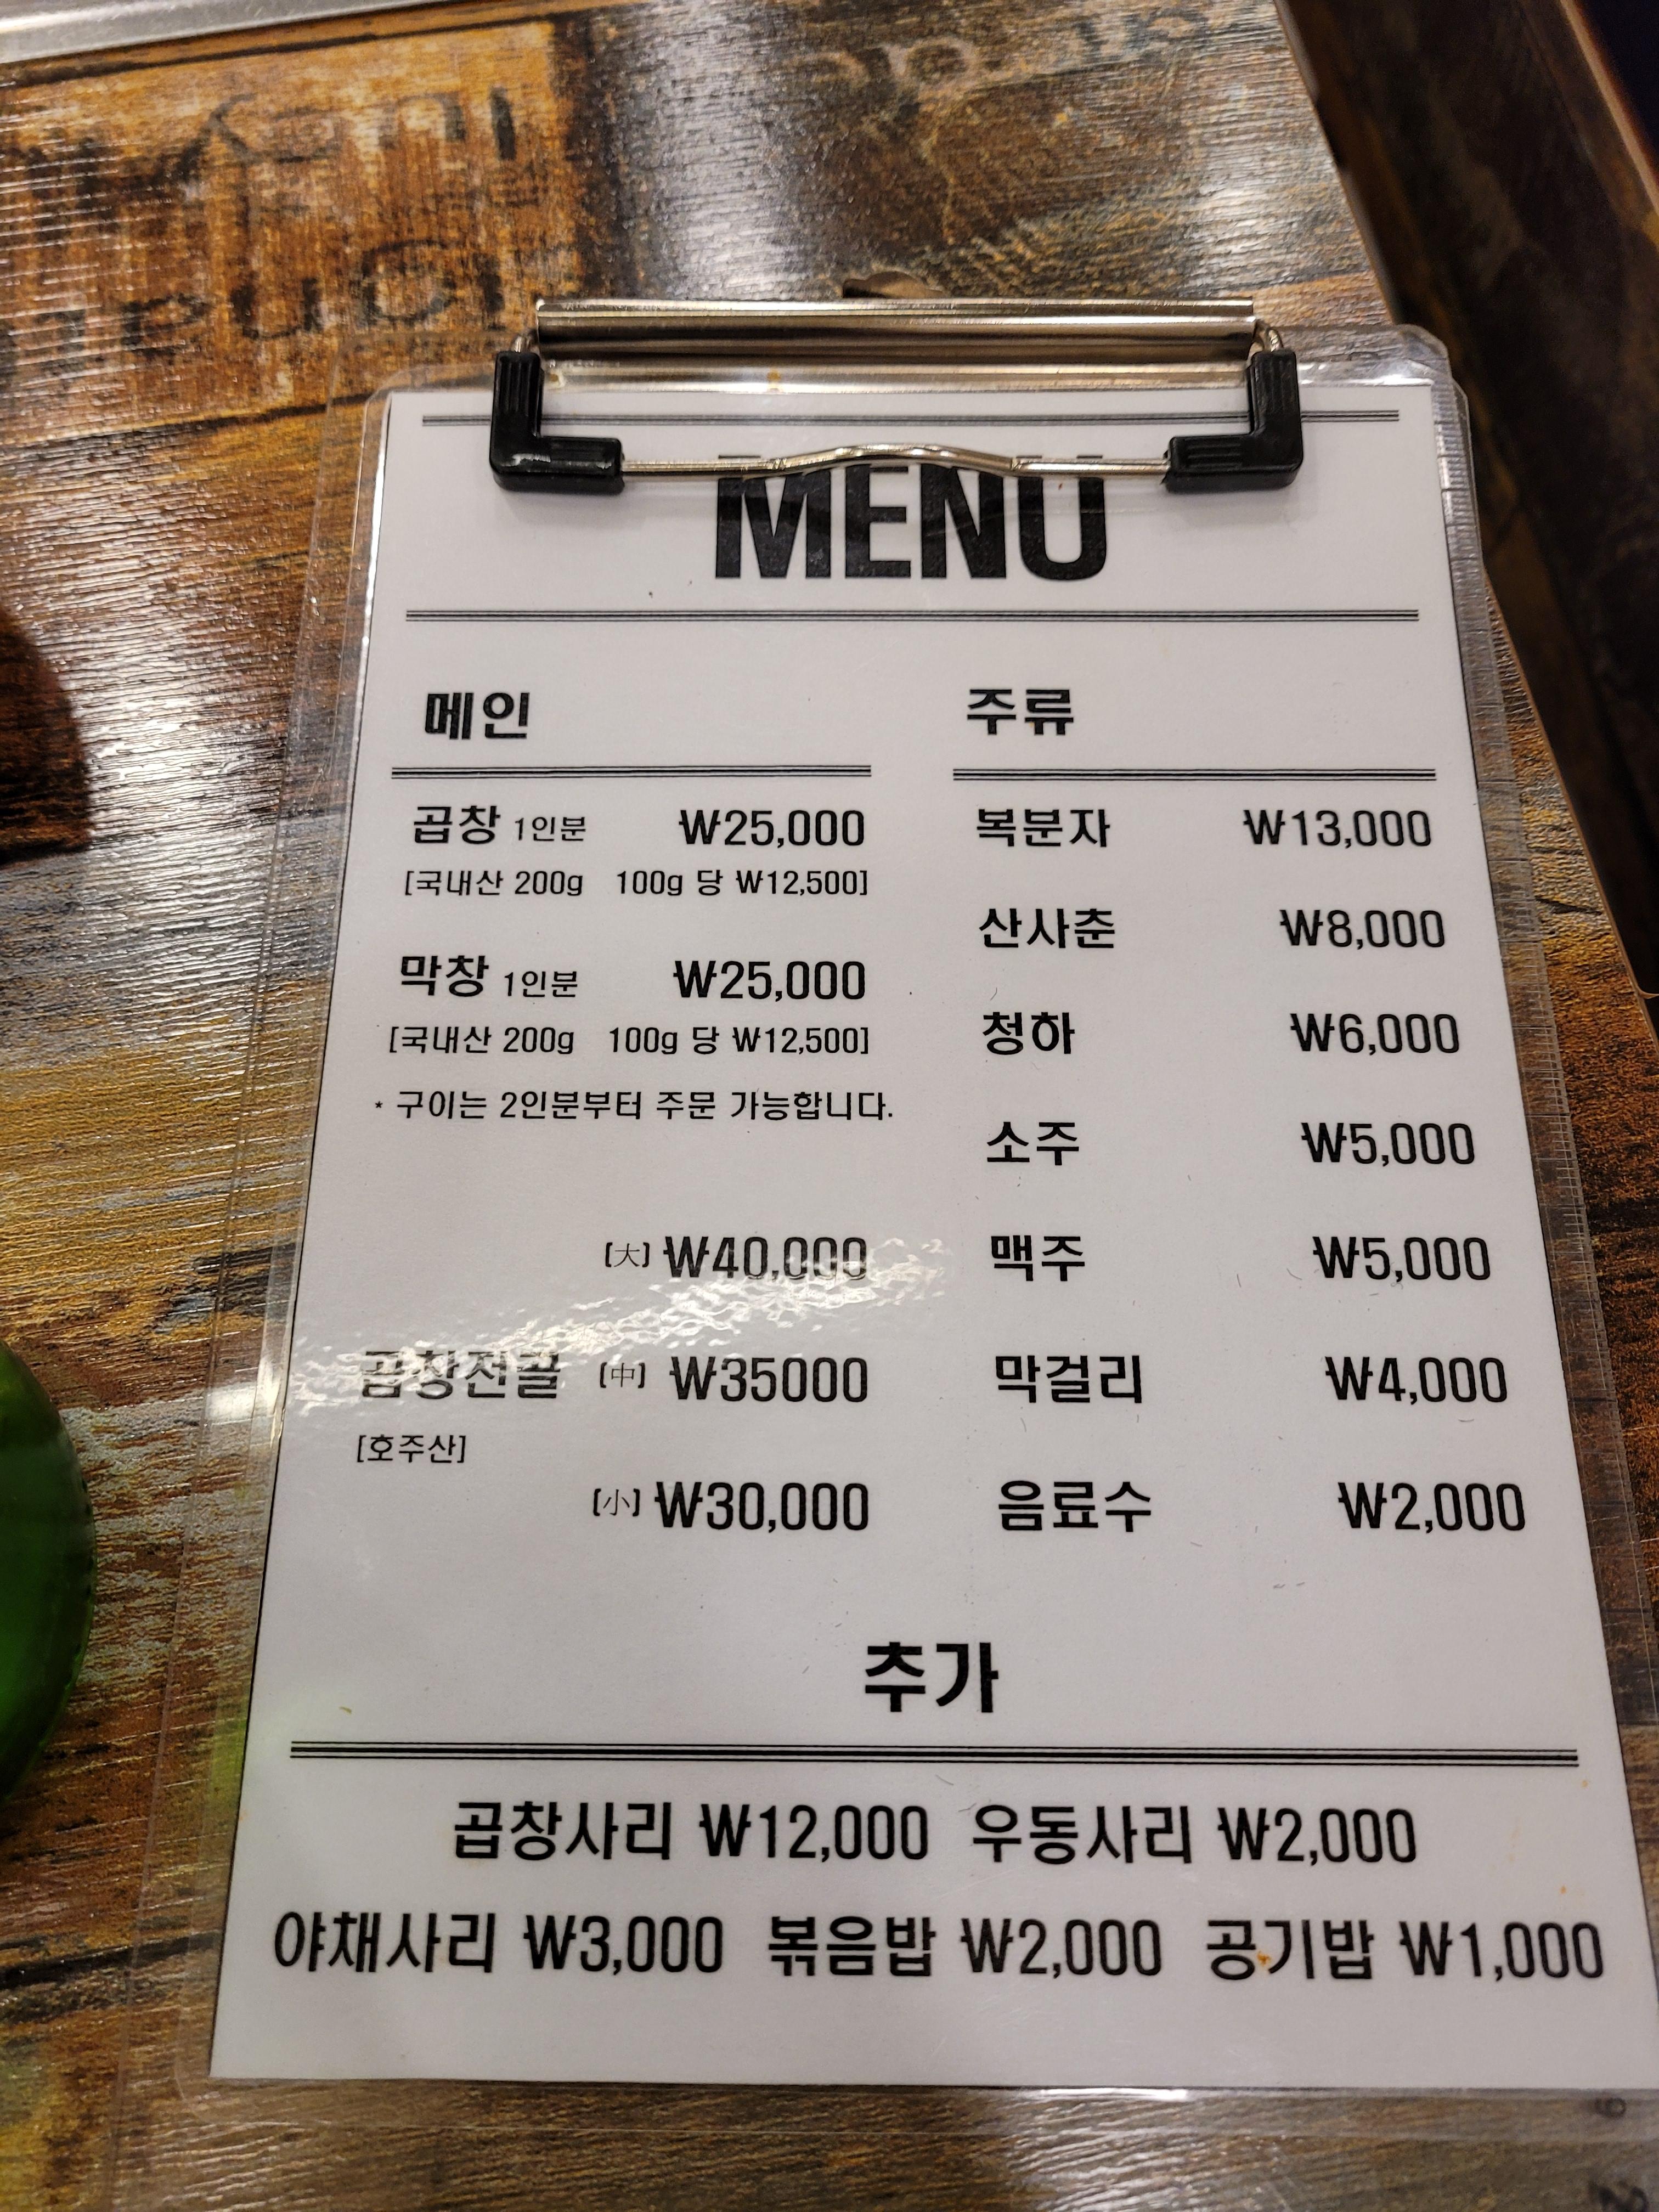 MENU
메인
곱창 1인분 ₩25,000
[국내산 200g 100g 당 ₩12,500]
막창 1인분 ₩25,000
[국내산 200g 100g 당 ₩12,500]
* 구이는 2인분부터 주문 가능합니다.
[大] ₩40,000
곱창전골 [中] ₩35000
[호주산]
[小] ₩30,000
주류
복분자 ₩13,000
산사춘 ₩8,000
청하 ₩6,000
소주 ₩5,000
맥주 ₩5,000
막걸리 ₩4,000
음료수 ₩2,000
추가
곱창사리 ₩12,000 우동사리 ₩2,000
야채사리 ₩3,000 볶음밥 ₩2,000 공기밥 ₩1,000